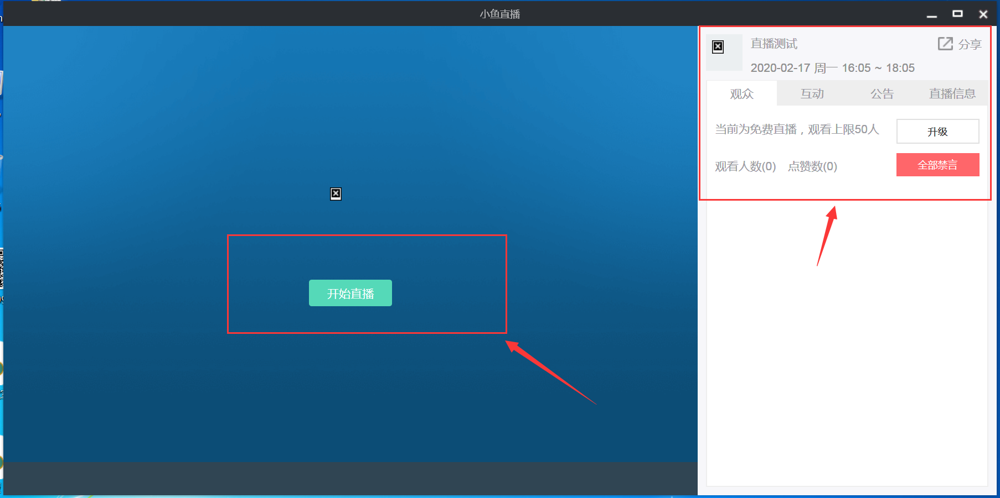 小鱼直播
直播测试
分享
2020-02-17 周一 16:05 ~ 18:05
观众 互动 公告 直播信息
当前为免费直播，观看上限50人
升级
观看人数(0) 点赞数(0)
全部禁言
开始直播